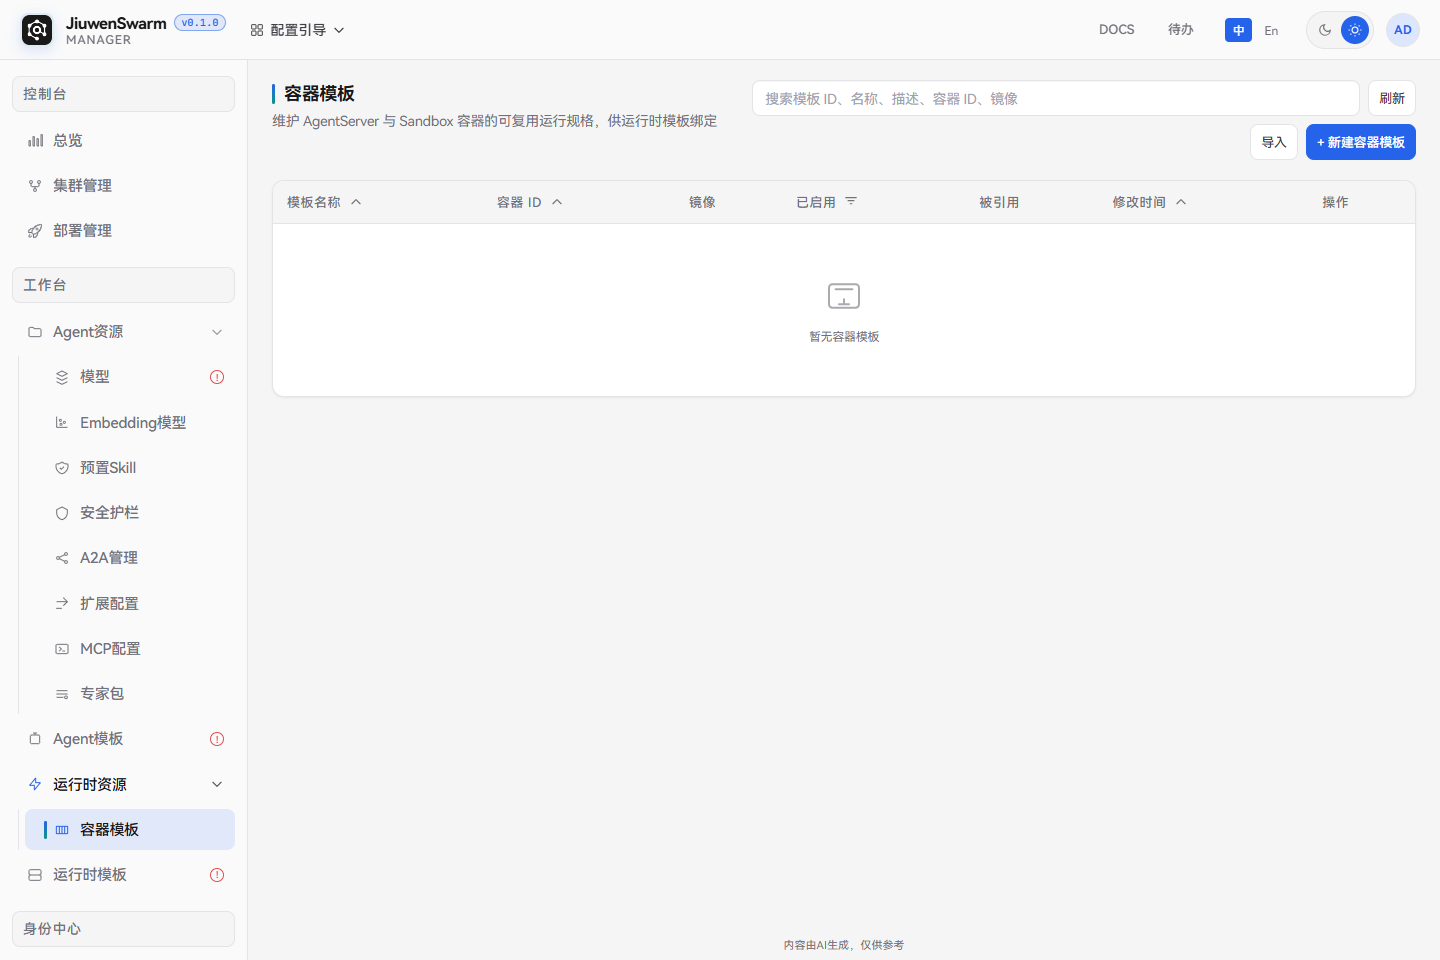 JiuwenSwarm v0.1.0
MANAGER
配置引导
DOCS
待办
中
En
AD
控制台
总览
集群管理
部署管理
工作台
Agent资源
模型
Embedding模型
预置Skill
安全护栏
A2A管理
扩展配置
MCP配置
专家包
Agent模板
运行时资源
容器模板
运行时模板
身份中心
容器模板
维护 AgentServer 与 Sandbox 容器的可复用运行规格，供运行时模板绑定
搜索模板 ID、名称、描述、容器 ID、镜像
刷新
导入
+ 新建容器模板
模板名称 容器 ID 镜像 已启用 被引用 修改时间 操作
暂无容器模板
内容由AI生成，仅供参考